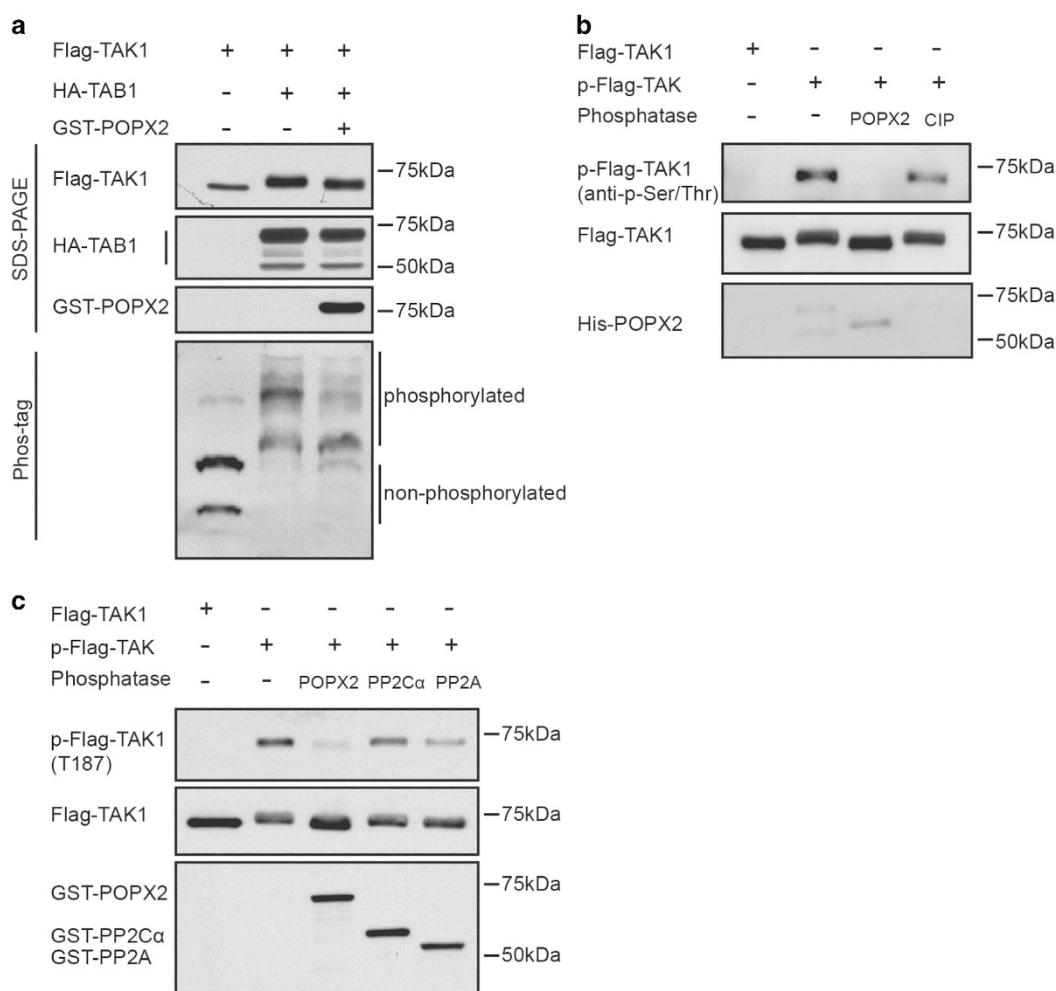 a
Flag-TAK1 + + +
HA-TAB1 - + +
GST-POPX2 - - +
SDS-PAGE
Flag-TAK1
–75kDa
HA-TAB1
–75kDa
–50kDa
GST-POPX2
–75kDa
Phos-tag
phosphorylated
non-phosphorylated
b
Flag-TAK1 + - - -
p-Flag-TAK - + + +
Phosphatase - - POPX2 CIP
p-Flag-TAK1
(anti-p-Ser/Thr)
–75kDa
Flag-TAK1
–75kDa
His-POPX2
–75kDa
–50kDa
c
Flag-TAK1 + - - - -
p-Flag-TAK - + + + +
Phosphatase - - POPX2 PP2Cα PP2A
p-Flag-TAK1
(T187)
–75kDa
Flag-TAK1
–75kDa
GST-POPX2
–75kDa
GST-PP2Cα
GST-PP2A
–50kDa